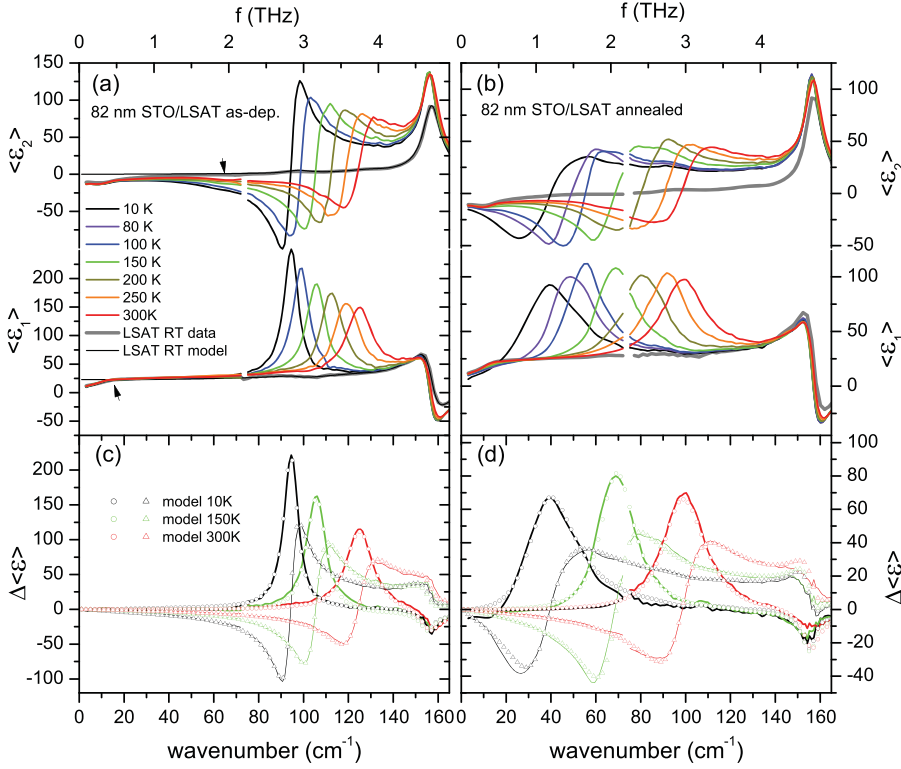 f (THz)
f (THz)
0 1 2 3 4
0 1 2 3 4
(a)
82 nm STO/LSAT as-dep.
(b)
82 nm STO/LSAT annealed
150
100
50
0
-50
<ε₂>
100
50
0
-50
<ε₂>
10 K
80 K
100 K
150 K
200 K
250 K
300K
LSAT RT data
LSAT RT model
200
150
100
50
0
-50
<ε₁>
100
50
0
<ε₁>
(c)
model 10K
model 150K
model 300K
(d)
200
150
100
50
0
-50
-100
Δ<ε>
80
60
40
20
0
-20
-40
Δ<ε>
0 20 40 60 80 100 120 140 160
0 20 40 60 80 100 120 140 160
wavenumber (cm⁻¹)
wavenumber (cm⁻¹)